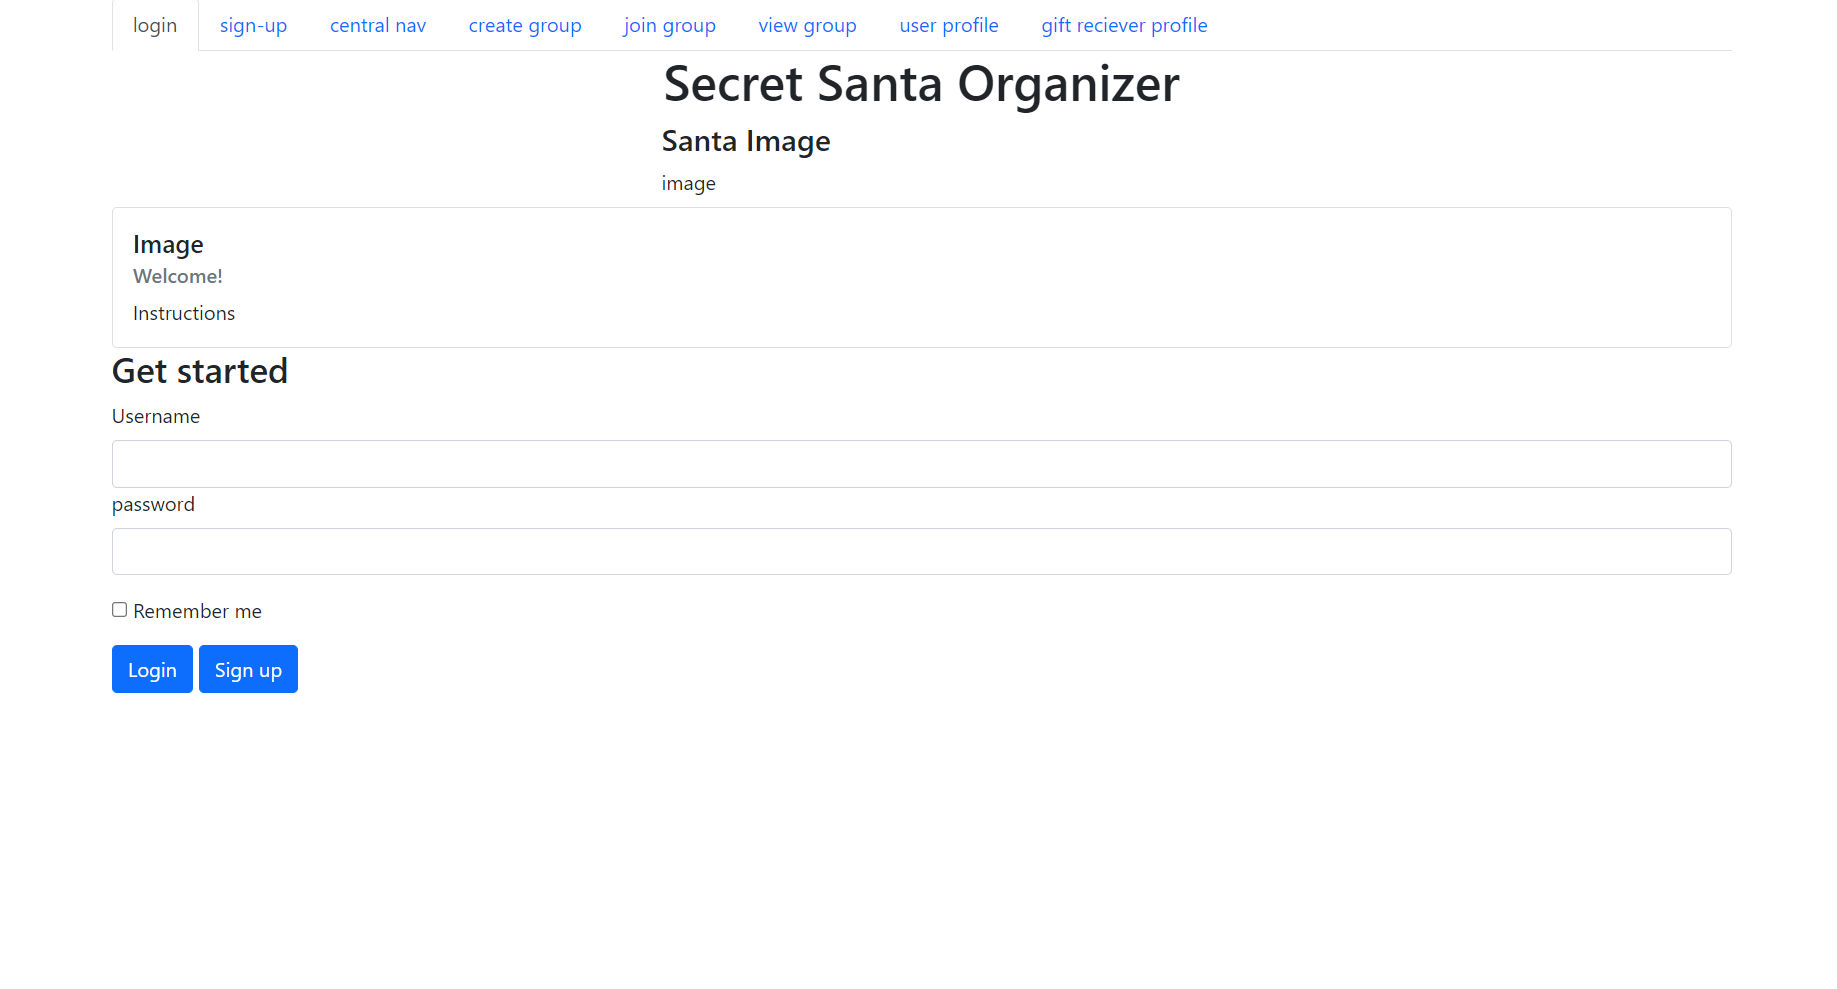 login sign-up central nav create group join group view group user profile gift reciever profile
Secret Santa Organizer
Santa Image
image
Image
Welcome!
Instructions
Get started
Username
password
Remember me
Login Sign up